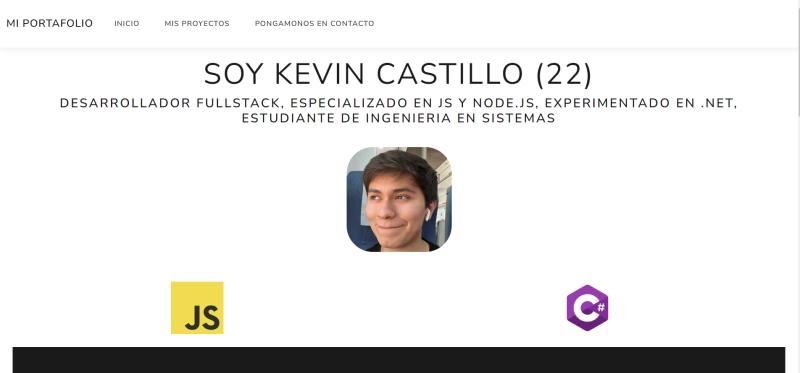 MI PORTAFOLIO INICIO MIS PROYECTOS PONGAMONOS EN CONTACTO
SOY KEVIN CASTILLO (22)
DESARROLLADOR FULLSTACK, ESPECIALIZADO EN JS Y NODE.JS, EXPERIMENTADO EN .NET,
ESTUDIANTE DE INGENIERIA EN SISTEMAS
JS C#